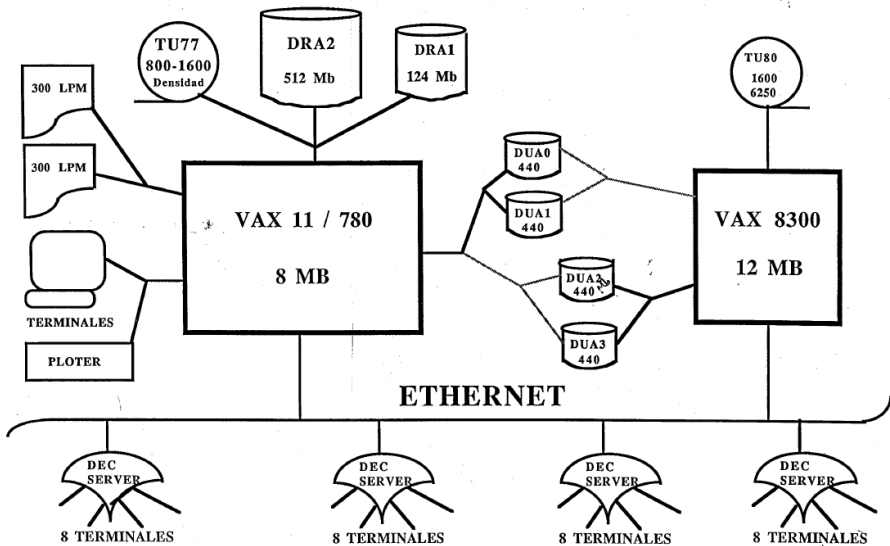 TU77
800-1600
Densidad
DRA2
512 Mb
DRA1
124 Mb
TU80
1600
6250
300 LPM
300 LPM
DUA0
440
DUA1
440
VAX 11 / 780
8 MB
VAX 8300
12 MB
DUA2
440
TERMINALES
DUA3
440
PLOTER
ETHERNET
DEC
SERVER
8 TERMINALES
DEC
SERVER
8 TERMINALES
DEC
SERVER
8 TERMINALES
DEC
SERVER
8 TERMINALES